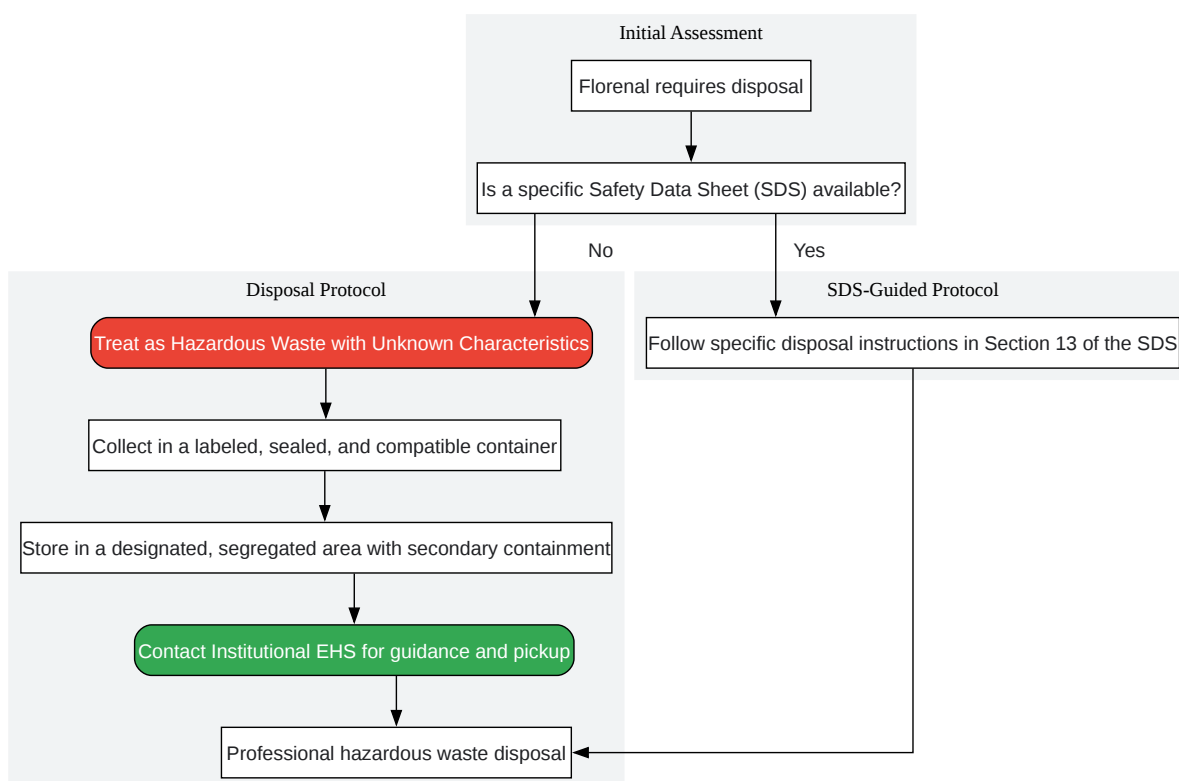 Initial Assessment
Florenal requires disposal
Is a specific Safety Data Sheet (SDS) available?
No
Yes
Disposal Protocol
SDS-Guided Protocol
Treat as Hazardous Waste with Unknown Characteristics
Follow specific disposal instructions in Section 13 of the SDS
Collect in a labeled, sealed, and compatible container
Store in a designated, segregated area with secondary containment
Contact Institutional EHS for guidance and pickup
Professional hazardous waste disposal